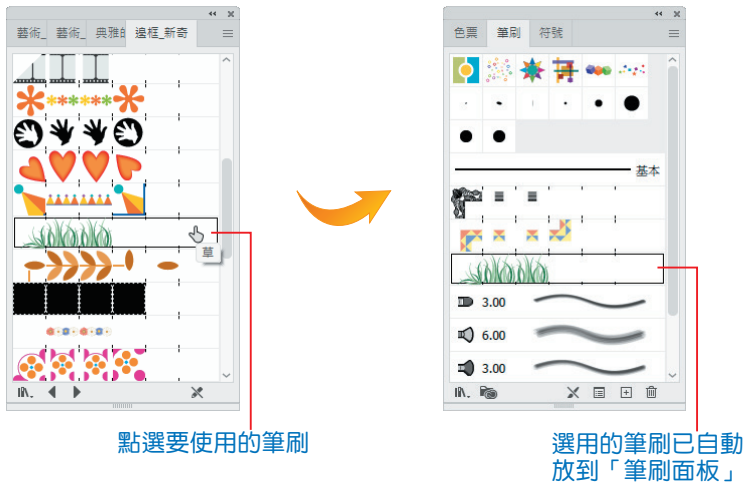 藝術_ 藝術_ 典雅的 邊框_新奇
草
點選要使用的筆刷
色票 筆刷 符號
基本
3.00
6.00
3.00
選用的筆刷已自動
放到「筆刷面板」